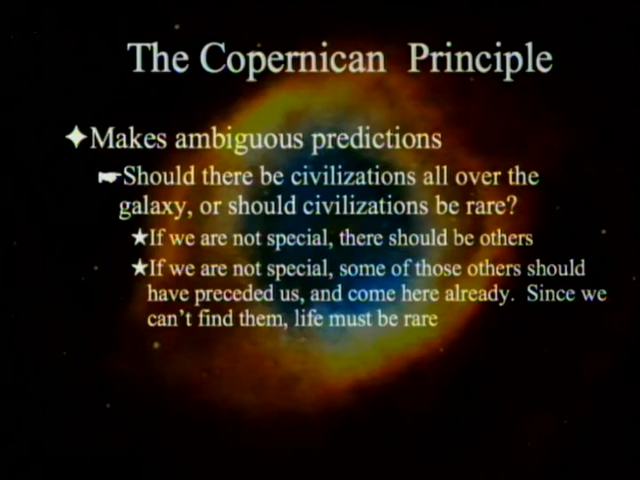 The Copernican Principle
Makes ambiguous predictions
Should there be civilizations all over the
galaxy, or should civilizations be rare?
If we are not special, there should be others
If we are not special, some of those others should
have preceded us, and come here already. Since we
can't find them, life must be rare